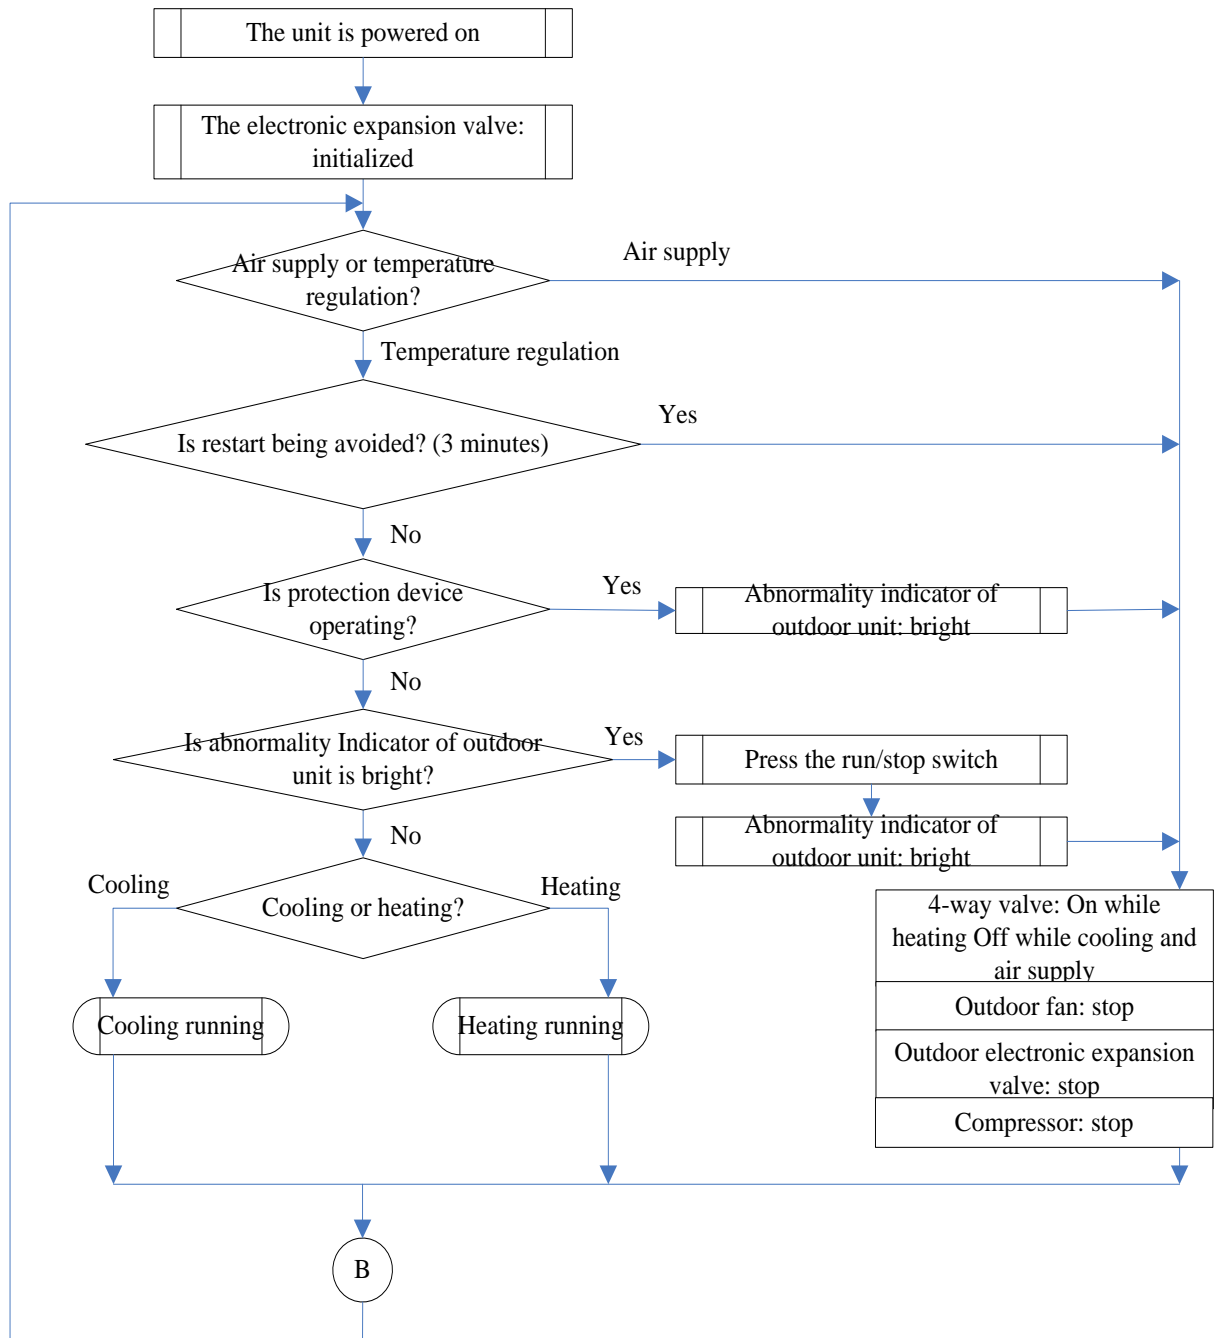 The unit is powered on
The electronic expansion valve:
initialized
Air supply or temperature
regulation?
Air supply
Temperature regulation
Is restart being avoided? (3 minutes)
Yes
No
Is protection device
operating?
Yes
Abnormality indicator of
outdoor unit: bright
No
Is abnormality Indicator of outdoor
unit is bright?
Yes
Press the run/stop switch
Abnormality indicator of
outdoor unit: bright
No
Cooling
Cooling or heating?
Heating
4-way valve: On while
heating Off while cooling and
air supply
Outdoor fan: stop
Outdoor electronic expansion
valve: stop
Compressor: stop
Cooling running
Heating running
B